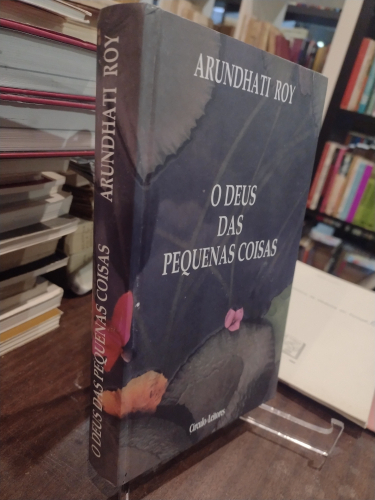 ARUNDHATI ROY
O DEUS
DAS
PEQUENAS COISAS
Círculo Leitores
O DEUS DAS PEQUENAS COISAS ARUNDHATI ROY